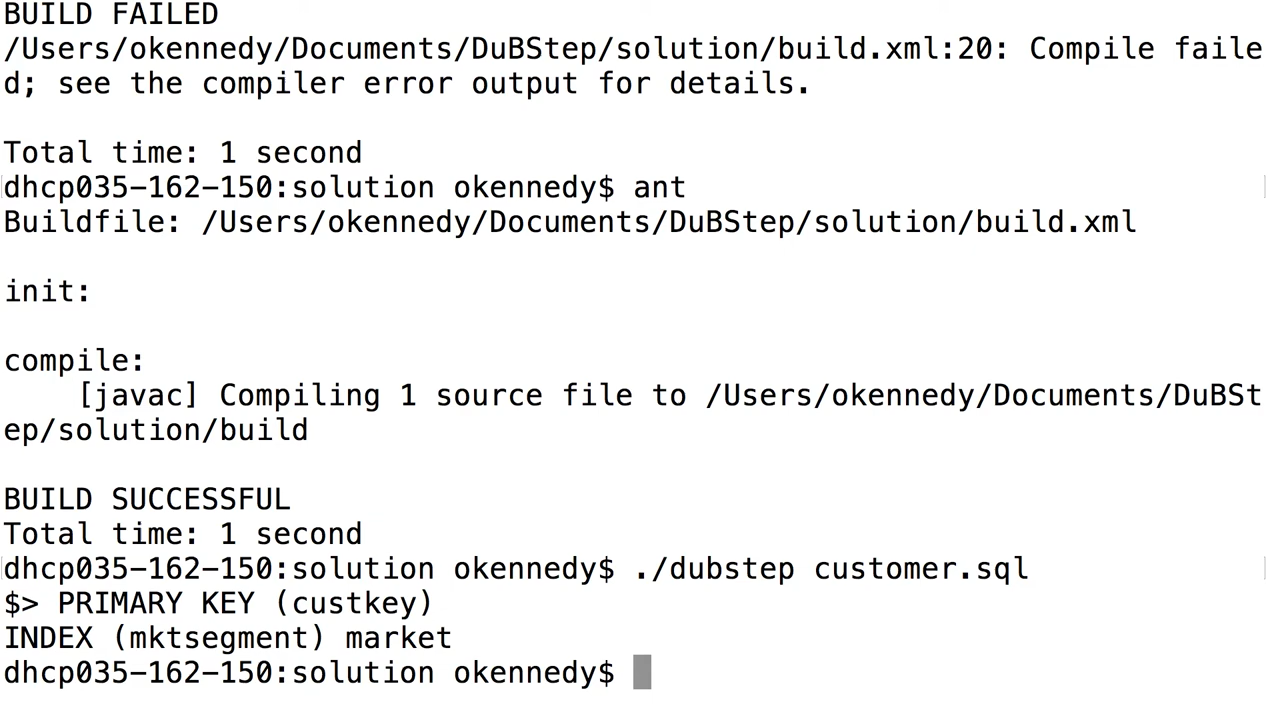 BUILD FAILED
/Users/okennedy/Documents/DuBStep/solution/build.xml:20: Compile faile
d; see the compiler error output for details.
Total time: 1 second
dhcp035-162-150:solution okennedy$ ant
Buildfile: /Users/okennedy/Documents/DuBStep/solution/build.xml
init:
compile:
    [javac] Compiling 1 source file to /Users/okennedy/Documents/DuBSt
ep/solution/build
BUILD SUCCESSFUL
Total time: 1 second
dhcp035-162-150:solution okennedy$ ./dubstep customer.sql
$> PRIMARY KEY (custkey)
INDEX (mktsegment) market
dhcp035-162-150:solution okennedy$